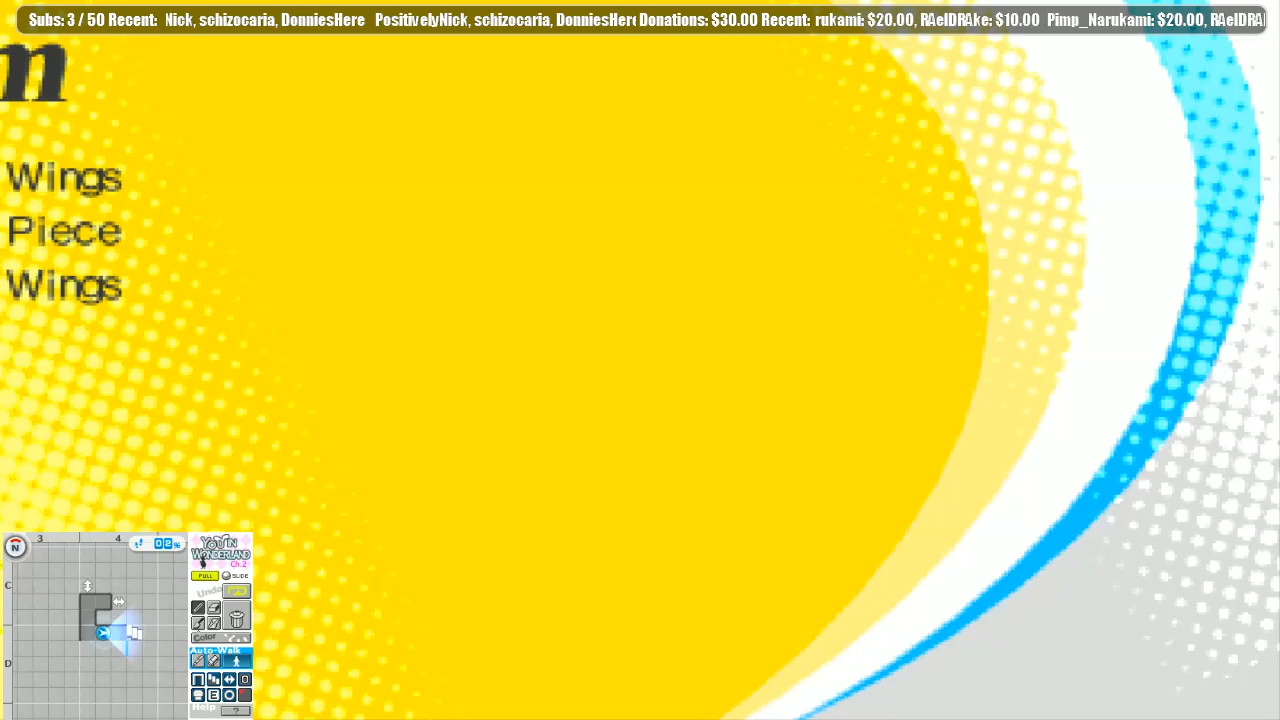 Subs: 3 / 50 Recent: Nick, schizocaria, DonniesHere PositivelyNick, schizocaria, DonniesHere Donations: $30.00 Recent: rukami: $20.00, RAelDRAke: $10.00 Pimp_Narukami: $20.00, RAelDRA
n
Wings
Piece
Wings
N
3
4
02%
C
D
YOU IN WONDERLAND
Ch.2
FULL SLIDE
Undo
Color
Auto-Walk
Help ?